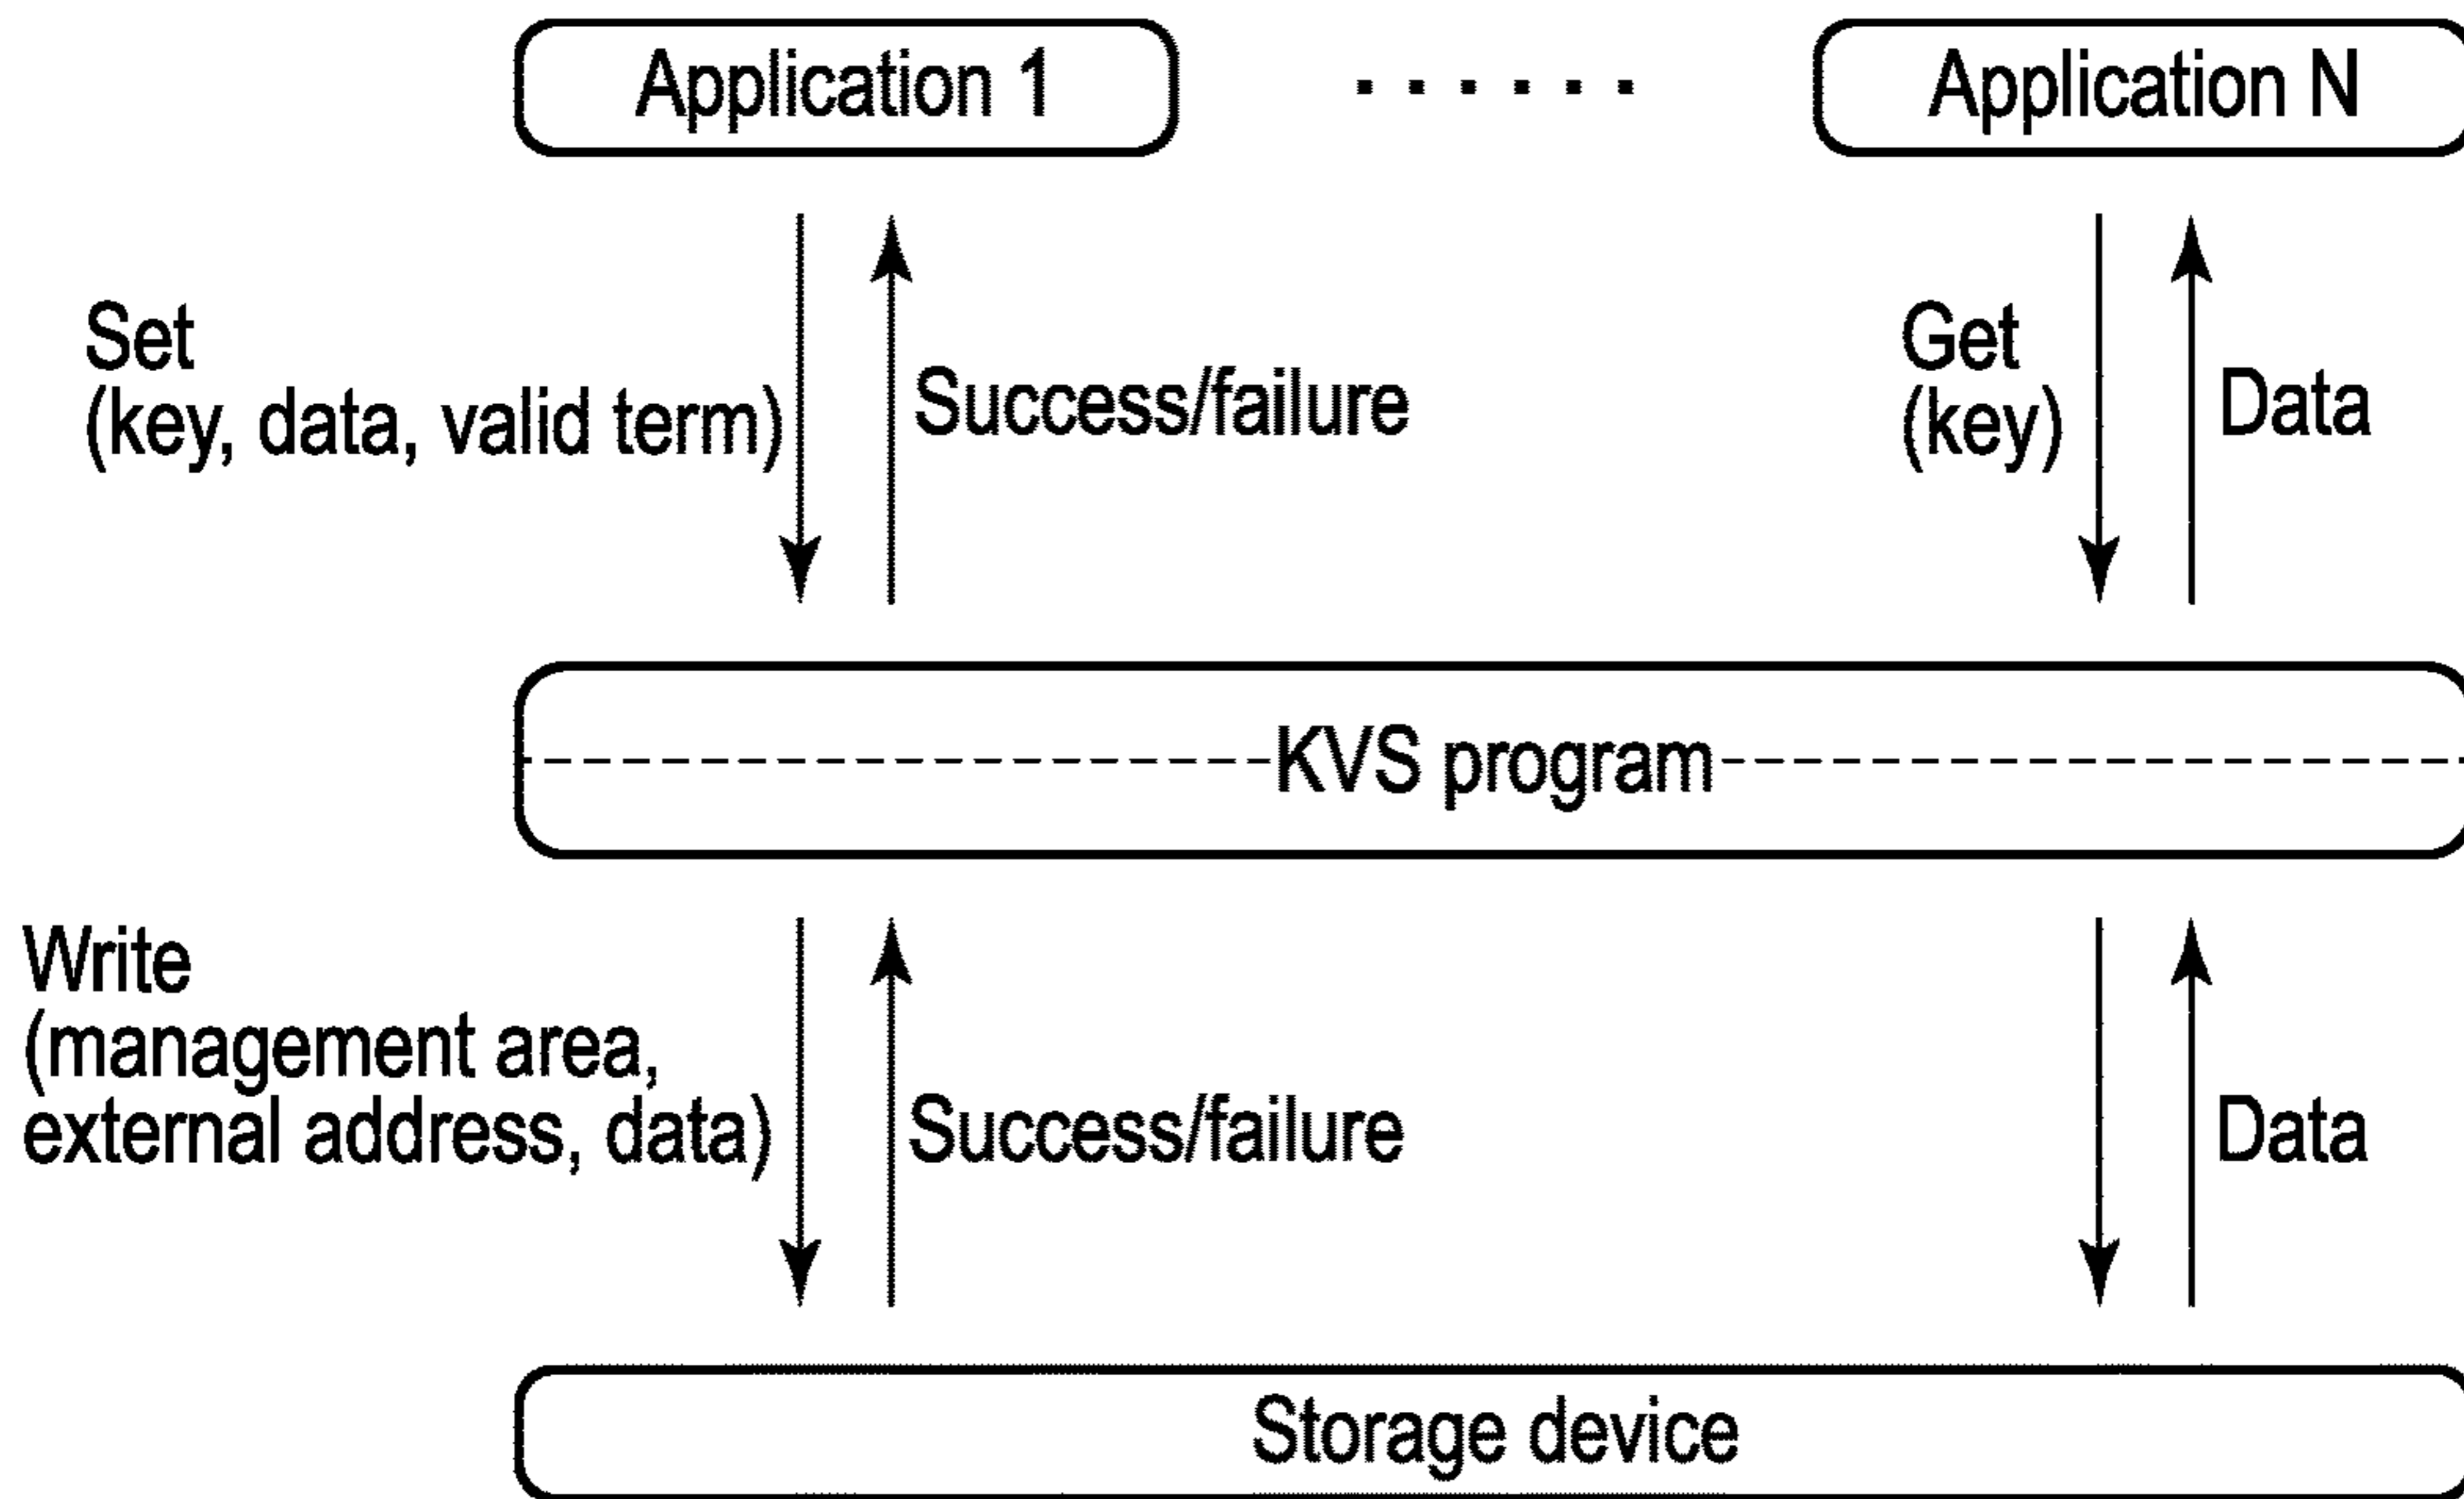 Application 1
Application N
Set
(key, data, valid term)
Success/failure
Get
(key)
Data
KVS program
Write
(management area,
external address, data)
Success/failure
Data
Storage device